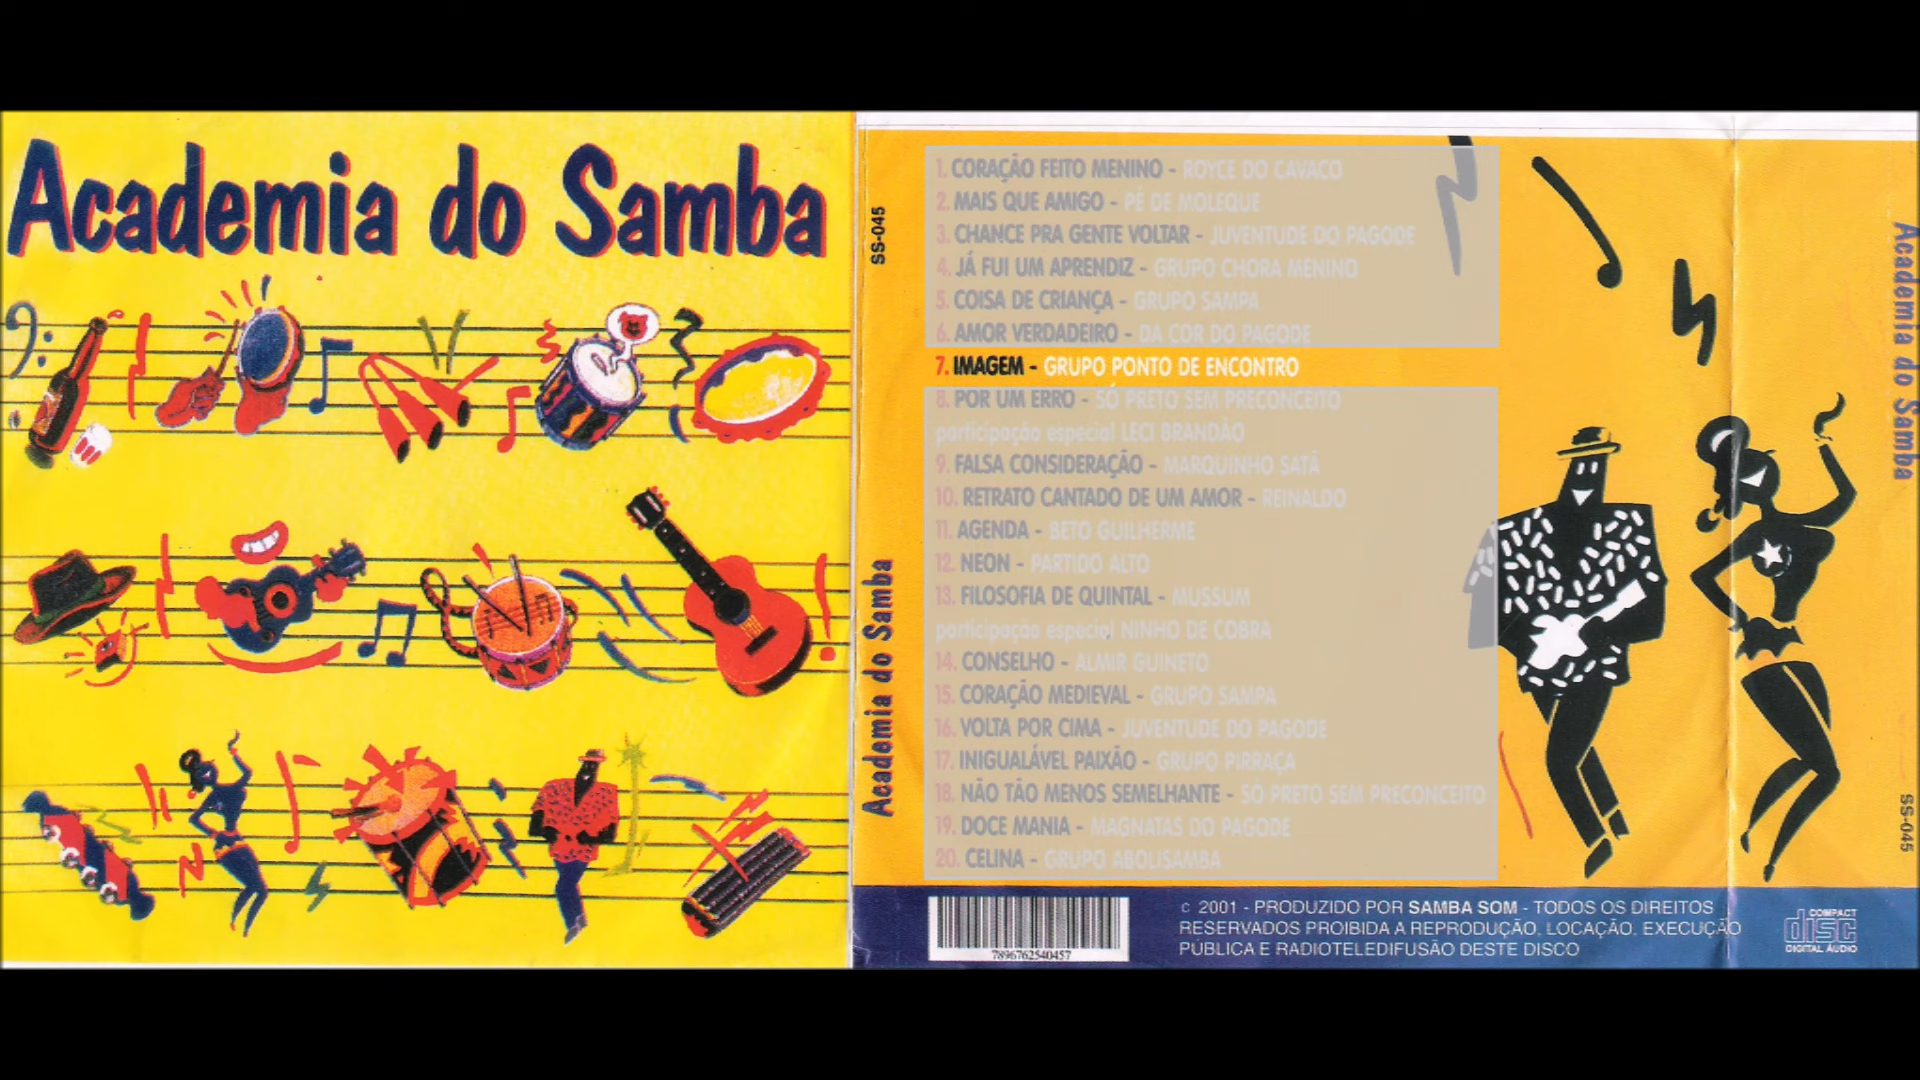 Academia do Samba
SS-045
Academia do Samba
1. CORAÇÃO FEITO MENINO - ROYCE DO CAVACO
2. MAIS QUE AMIGO - PÉ DE MOLEQUE
3. CHANCE PRA GENTE VOLTAR - JUVENTUDE DO PAGODE
4. JÁ FUI UM APRENDIZ - GRUPO CHORA MENINO
5. COISA DE CRIANÇA - GRUPO SAMPA
6. AMOR VERDADEIRO - DA COR DO PAGODE
7. IMAGEM - GRUPO PONTO DE ENCONTRO
8. POR UM ERRO - SÓ PRETO SEM PRECONCEITO
participação especial LECI BRANDÃO
9. FALSA CONSIDERAÇÃO - MARQUINHO SATÃ
10. RETRATO CANTADO DE UM AMOR - REINALDO
11. AGENDA - BETO GUILHERME
12. NEON - PARTIDO ALTO
13. FILOSOFIA DE QUINTAL - MUSSUM
participação especial NINHO DE COBRA
14. CONSELHO - ALMIR GUINETO
15. CORAÇÃO MEDIEVAL - GRUPO SAMPA
16. VOLTA POR CIMA - JUVENTUDE DO PAGODE
17. INIGUALÁVEL PAIXÃO - GRUPO PIRRAÇA
18. NÃO TÃO MENOS SEMELHANTE - SÓ PRETO SEM PRECONCEITO
19. DOCE MANIA - MAGNATAS DO PAGODE
20. CELINA - GRUPO ABOLISAMBA
7896762540457
© 2001 - PRODUZIDO POR SAMBA SOM - TODOS OS DIREITOS
RESERVADOS PROIBIDA A REPRODUÇÃO, LOCAÇÃO, EXECUÇÃO
PÚBLICA E RADIOTELEDIFUSÃO DESTE DISCO
COMPACT
disc
DIGITAL AUDIO
Academia do Samba
SS-045